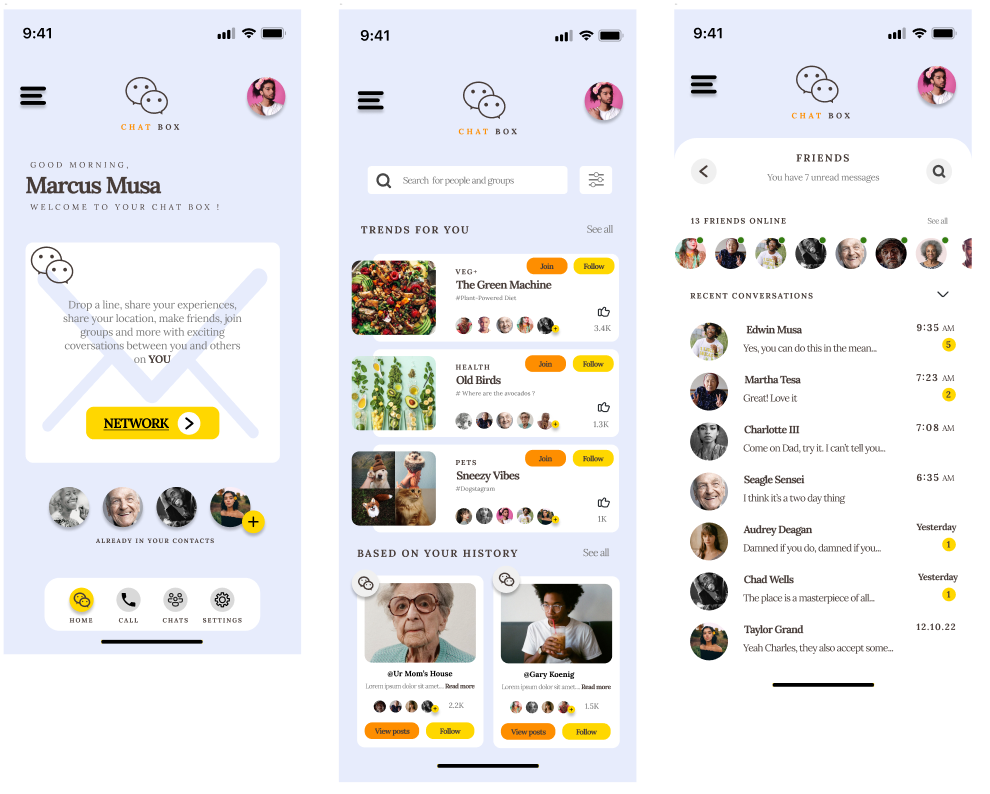 9:41
CHAT BOX
GOOD MORNING,
Marcus Musa
WELCOME TO YOUR CHAT BOX !
Drop a line, share your experiences,
share your location, make friends, join
groups and more with exciting
coversations between you and others
on YOU
NETWORK
ALREADY IN YOUR CONTACTS
HOME CALL CHATS SETTINGS
9:41
CHAT BOX
Search for people and groups
TRENDS FOR YOU See all
VEG+ Join Follow
The Green Machine
#Plant-Powered Diet
3.4K
HEALTH Join Follow
Old Birds
# Where are the avocados ?
1.3K
PETS Join Follow
Sneezy Vibes
#Dogstagram
1K
BASED ON YOUR HISTORY See all
@Ur Mom's House
Lorem ipsum dolor sit amet... Read more
2.2K
View posts Follow
@Gary Koenig
Lorem ipsum dolor sit amet... Read more
1.5K
View posts Follow
9:41
CHAT BOX
FRIENDS
You have 7 unread messages
13 FRIENDS ONLINE See all
RECENT CONVERSATIONS
Edwin Musa 9:35 AM
Yes, you can do this in the mean... 5
Martha Tesa 7:23 AM
Great! Love it 2
Charlotte III 7:08 AM
Come on Dad, try it. I can't tell you...
Seagle Sensei 6:35 AM
I think it's a two day thing
Audrey Deagan Yesterday
Damned if you do, damned if you... 1
Chad Wells Yesterday
The place is a masterpiece of all... 1
Taylor Grand 12.10.22
Yeah Charles, they also accept some...